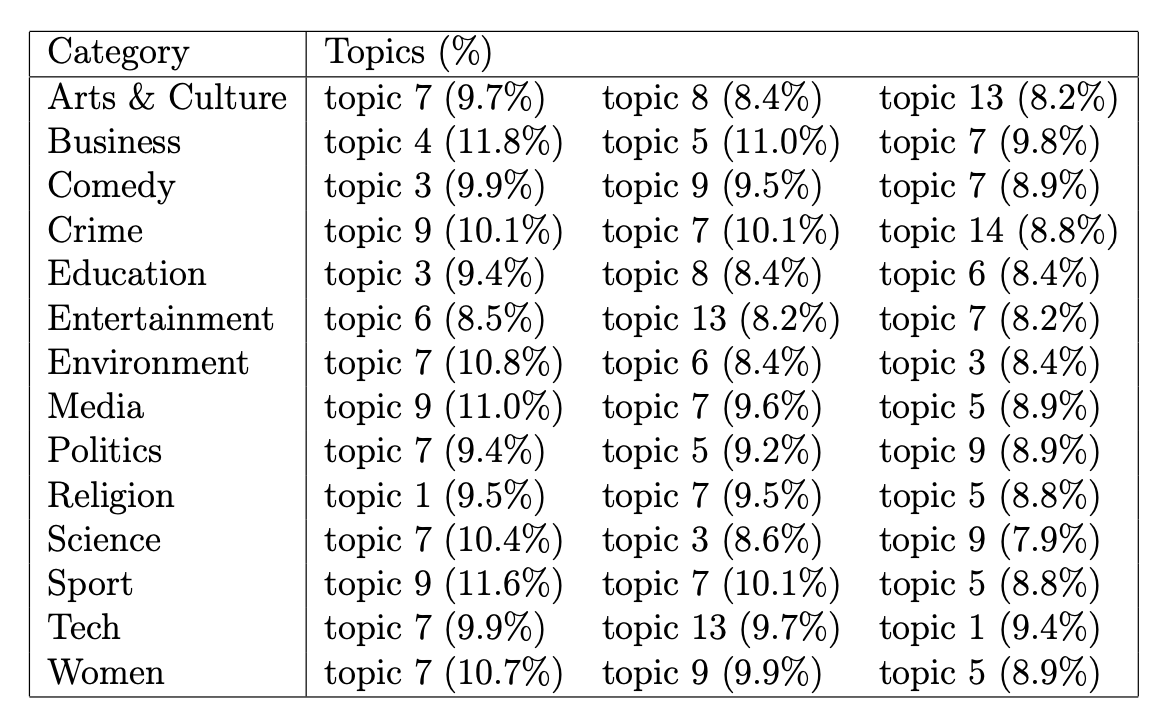 Category Topics (%)
Arts & Culture topic 7 (9.7%) topic 8 (8.4%) topic 13 (8.2%)
Business topic 4 (11.8%) topic 5 (11.0%) topic 7 (9.8%)
Comedy topic 3 (9.9%) topic 9 (9.5%) topic 7 (8.9%)
Crime topic 9 (10.1%) topic 7 (10.1%) topic 14 (8.8%)
Education topic 3 (9.4%) topic 8 (8.4%) topic 6 (8.4%)
Entertainment topic 6 (8.5%) topic 13 (8.2%) topic 7 (8.2%)
Environment topic 7 (10.8%) topic 6 (8.4%) topic 3 (8.4%)
Media topic 9 (11.0%) topic 7 (9.6%) topic 5 (8.9%)
Politics topic 7 (9.4%) topic 5 (9.2%) topic 9 (8.9%)
Religion topic 1 (9.5%) topic 7 (9.5%) topic 5 (8.8%)
Science topic 7 (10.4%) topic 3 (8.6%) topic 9 (7.9%)
Sport topic 9 (11.6%) topic 7 (10.1%) topic 5 (8.8%)
Tech topic 7 (9.9%) topic 13 (9.7%) topic 1 (9.4%)
Women topic 7 (10.7%) topic 9 (9.9%) topic 5 (8.9%)